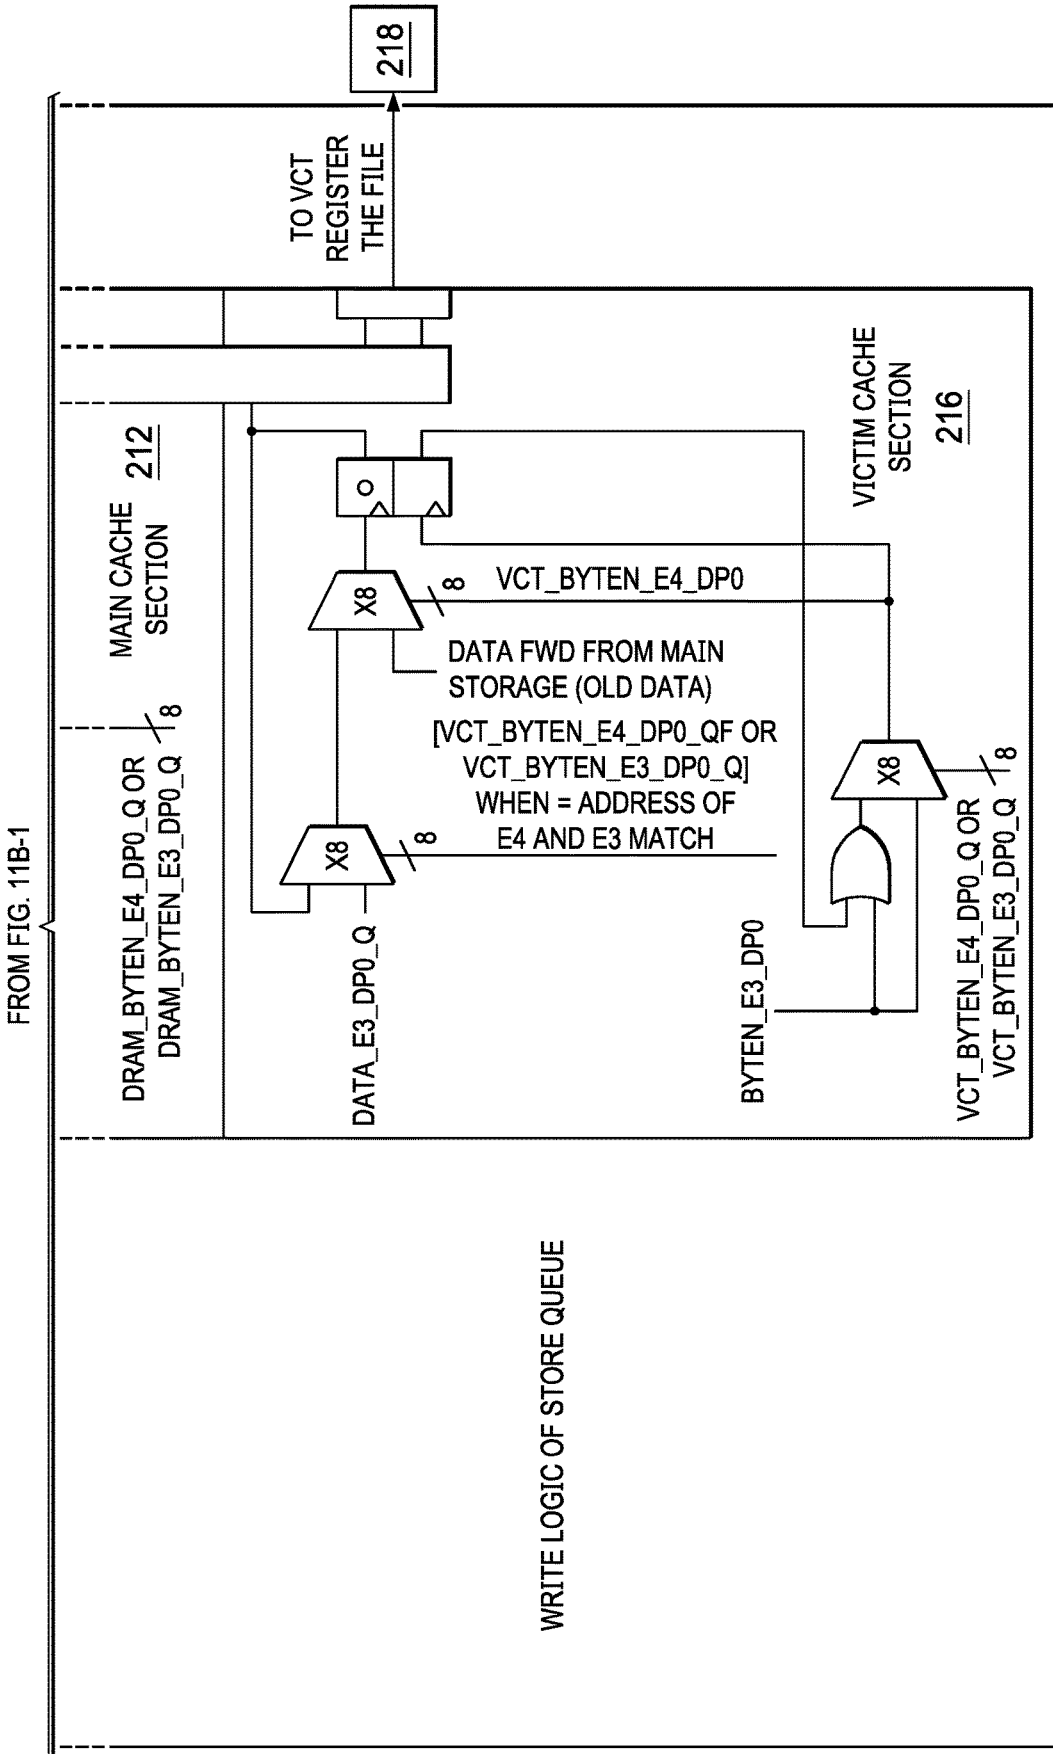 FROM FIG. 11B-1
218
TO VCT
REGISTER
THE FILE
MAIN CACHE
SECTION
212
DRAM_BYTEN_E4_DP0_Q OR
DRAM_BYTEN_E3_DP0_Q
8
X8
8
VCT_BYTEN_E4_DP0
DATA FWD FROM MAIN
STORAGE (OLD DATA)
[VCT_BYTEN_E4_DP0_QF OR
VCT_BYTEN_E3_DP0_Q]
WHEN = ADDRESS OF
E4 AND E3 MATCH
X8
8
DATA_E3_DP0_Q
VICTIM CACHE
SECTION
216
X8
8
BYTEN_E3_DP0
VCT_BYTEN_E4_DP0_Q OR
VCT_BYTEN_E3_DP0_Q
WRITE LOGIC OF STORE QUEUE